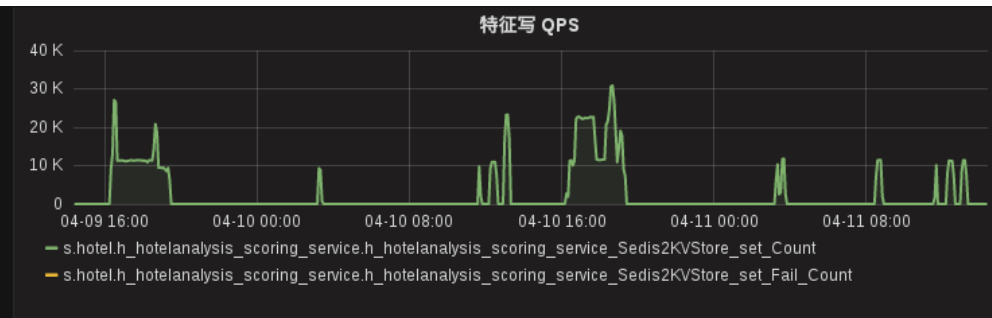 特征写 QPS
40 K
30 K
20 K
10 K
0
04-09 16:00 04-10 00:00 04-10 08:00 04-10 16:00 04-11 00:00 04-11 08:00
s.hotel.h_hotelanalysis_scoring_service.h_hotelanalysis_scoring_service_Sedis2KVStore_set_Count
s.hotel.h_hotelanalysis_scoring_service.h_hotelanalysis_scoring_service_Sedis2KVStore_set_Fail_Count